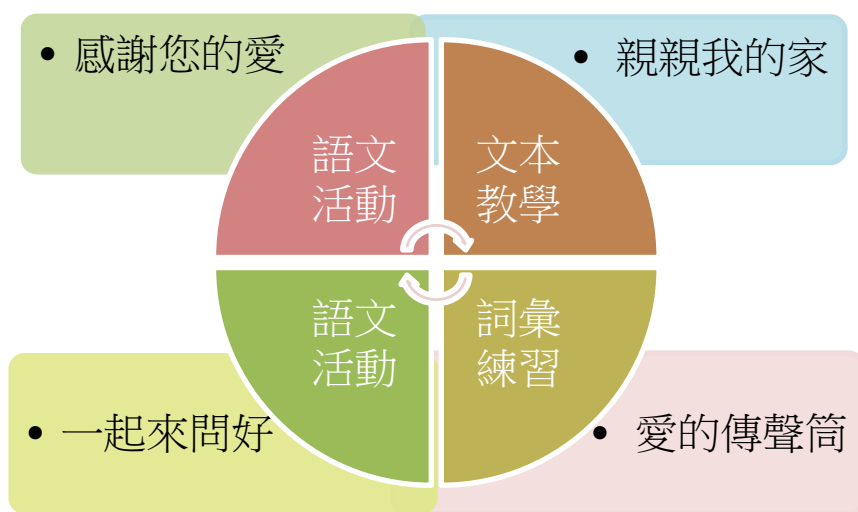 • 感謝您的愛
• 親親我的家
語文
活動
文本
教學
語文
活動
詞彙
練習
• 一起來問好
• 愛的傳聲筒